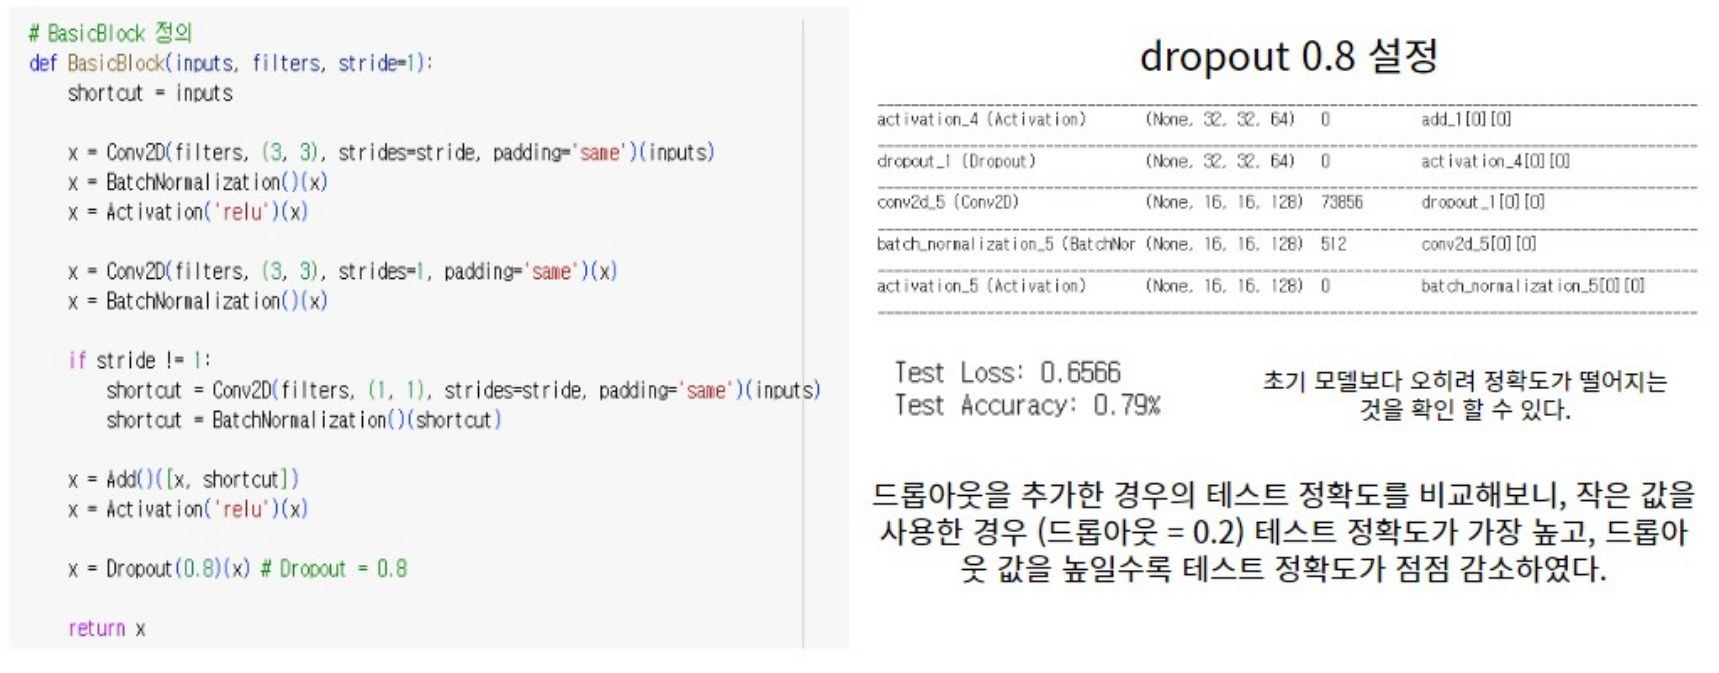 # BasicBlock 정의
def BasicBlock(inputs, filters, stride=1):
shortcut = inputs
x = Conv2D(filters, (3, 3), strides=stride, padding='same')(inputs)
x = BatchNormalization()(x)
x = Activation('relu')(x)
x = Conv2D(filters, (3, 3), strides=1, padding='same')(x)
x = BatchNormalization()(x)
if stride != 1:
shortcut = Conv2D(filters, (1, 1), strides=stride, padding='same')(inputs)
shortcut = BatchNormalization()(shortcut)
x = Add()([x, shortcut])
x = Activation('relu')(x)
x = Dropout(0.8)(x) # Dropout = 0.8
return x
dropout 0.8 설정
activation_4 (Activation) (None, 32, 32, 64) 0 add_1[0][0]
dropout_1 (Dropout) (None, 32, 32, 64) 0 activation_4[0][0]
conv2d_5 (Conv2D) (None, 16, 16, 128) 73856 dropout_1[0][0]
batch_normalization_5 (BatchNor (None, 16, 16, 128) 512 conv2d_5[0][0]
activation_5 (Activation) (None, 16, 16, 128) 0 batch_normalization_5[0][0]
Test Loss: 0.6566
Test Accuracy: 0.79%
초기 모델보다 오히려 정확도가 떨어지는
것을 확인 할 수 있다.
드롭아웃을 추가한 경우의 테스트 정확도를 비교해보니, 작은 값을
사용한 경우 (드롭아웃 = 0.2) 테스트 정확도가 가장 높고, 드롭아
웃 값을 높일수록 테스트 정확도가 점점 감소하였다.